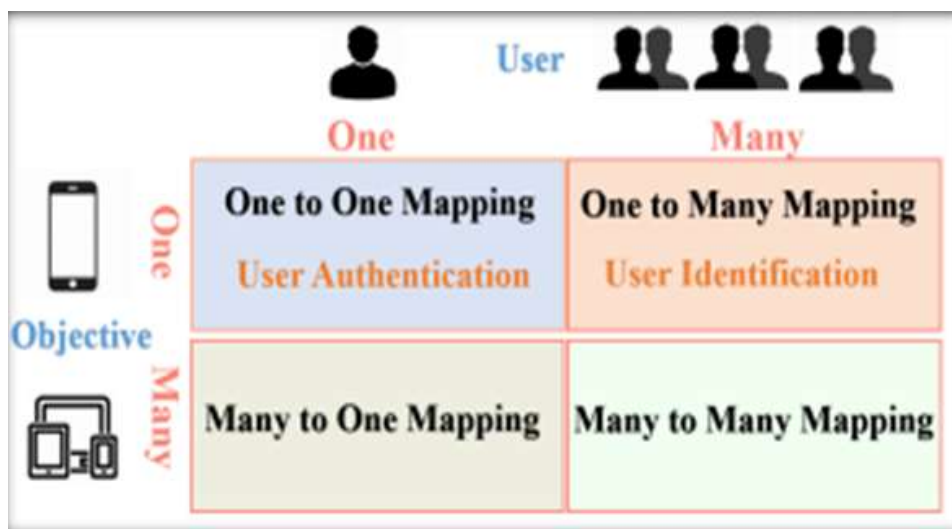 User
One
Many
One
One to One Mapping
One to Many Mapping
User Authentication
User Identification
Objective
Many
Many to One Mapping
Many to Many Mapping